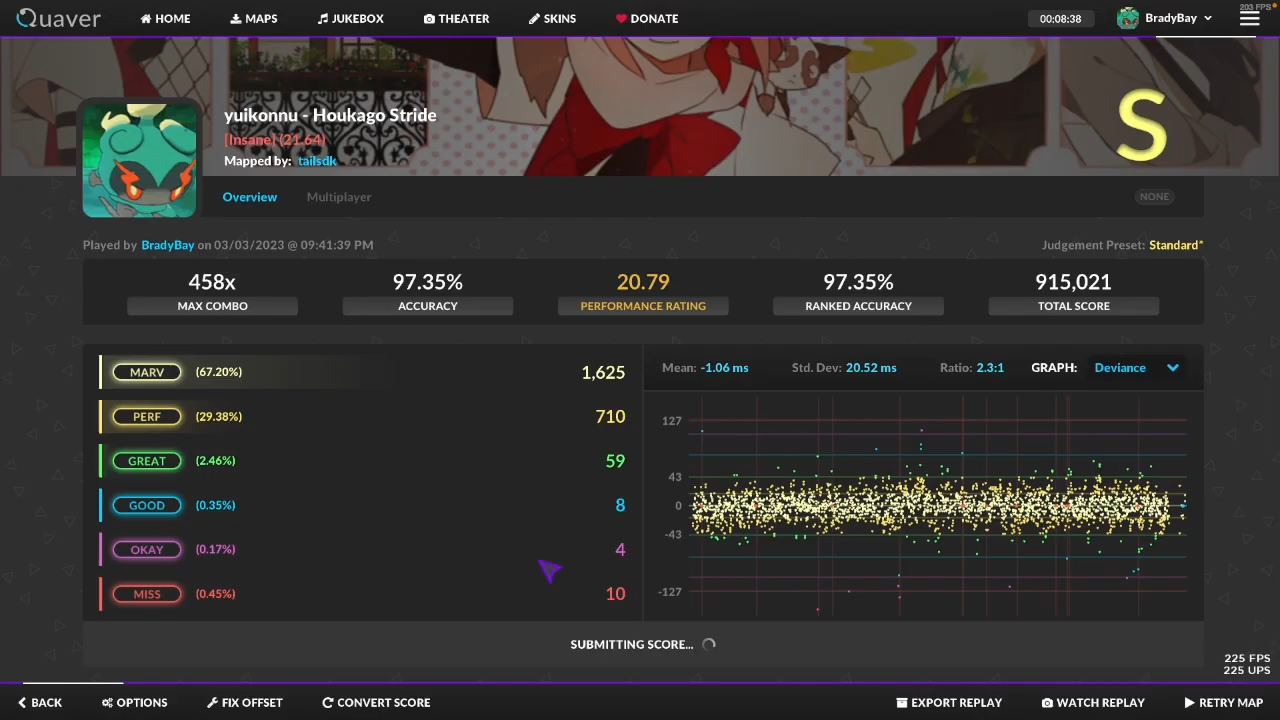 203 FPS
Quaver HOME MAPS JUKEBOX THEATER SKINS DONATE 00:08:38 BradyBay
yuikonnu - Houkago Stride
[Insane] (21.64)
Mapped by: tailsdk
S
Overview Multiplayer NONE
Played by BradyBay on 03/03/2023 @ 09:41:39 PM Judgement Preset: Standard*
458x 97.35% 20.79 97.35% 915,021
MAX COMBO ACCURACY PERFORMANCE RATING RANKED ACCURACY TOTAL SCORE
MARV (67.20%) 1,625
PERF (29.38%) 710
GREAT (2.46%) 59
GOOD (0.35%) 8
OKAY (0.17%) 4
MISS (0.45%) 10
Mean: -1.06 ms Std. Dev: 20.52 ms Ratio: 2.3:1 GRAPH: Deviance
127
43
0
-43
-127
SUBMITTING SCORE...
225 FPS
225 UPS
BACK OPTIONS FIX OFFSET CONVERT SCORE EXPORT REPLAY WATCH REPLAY RETRY MAP